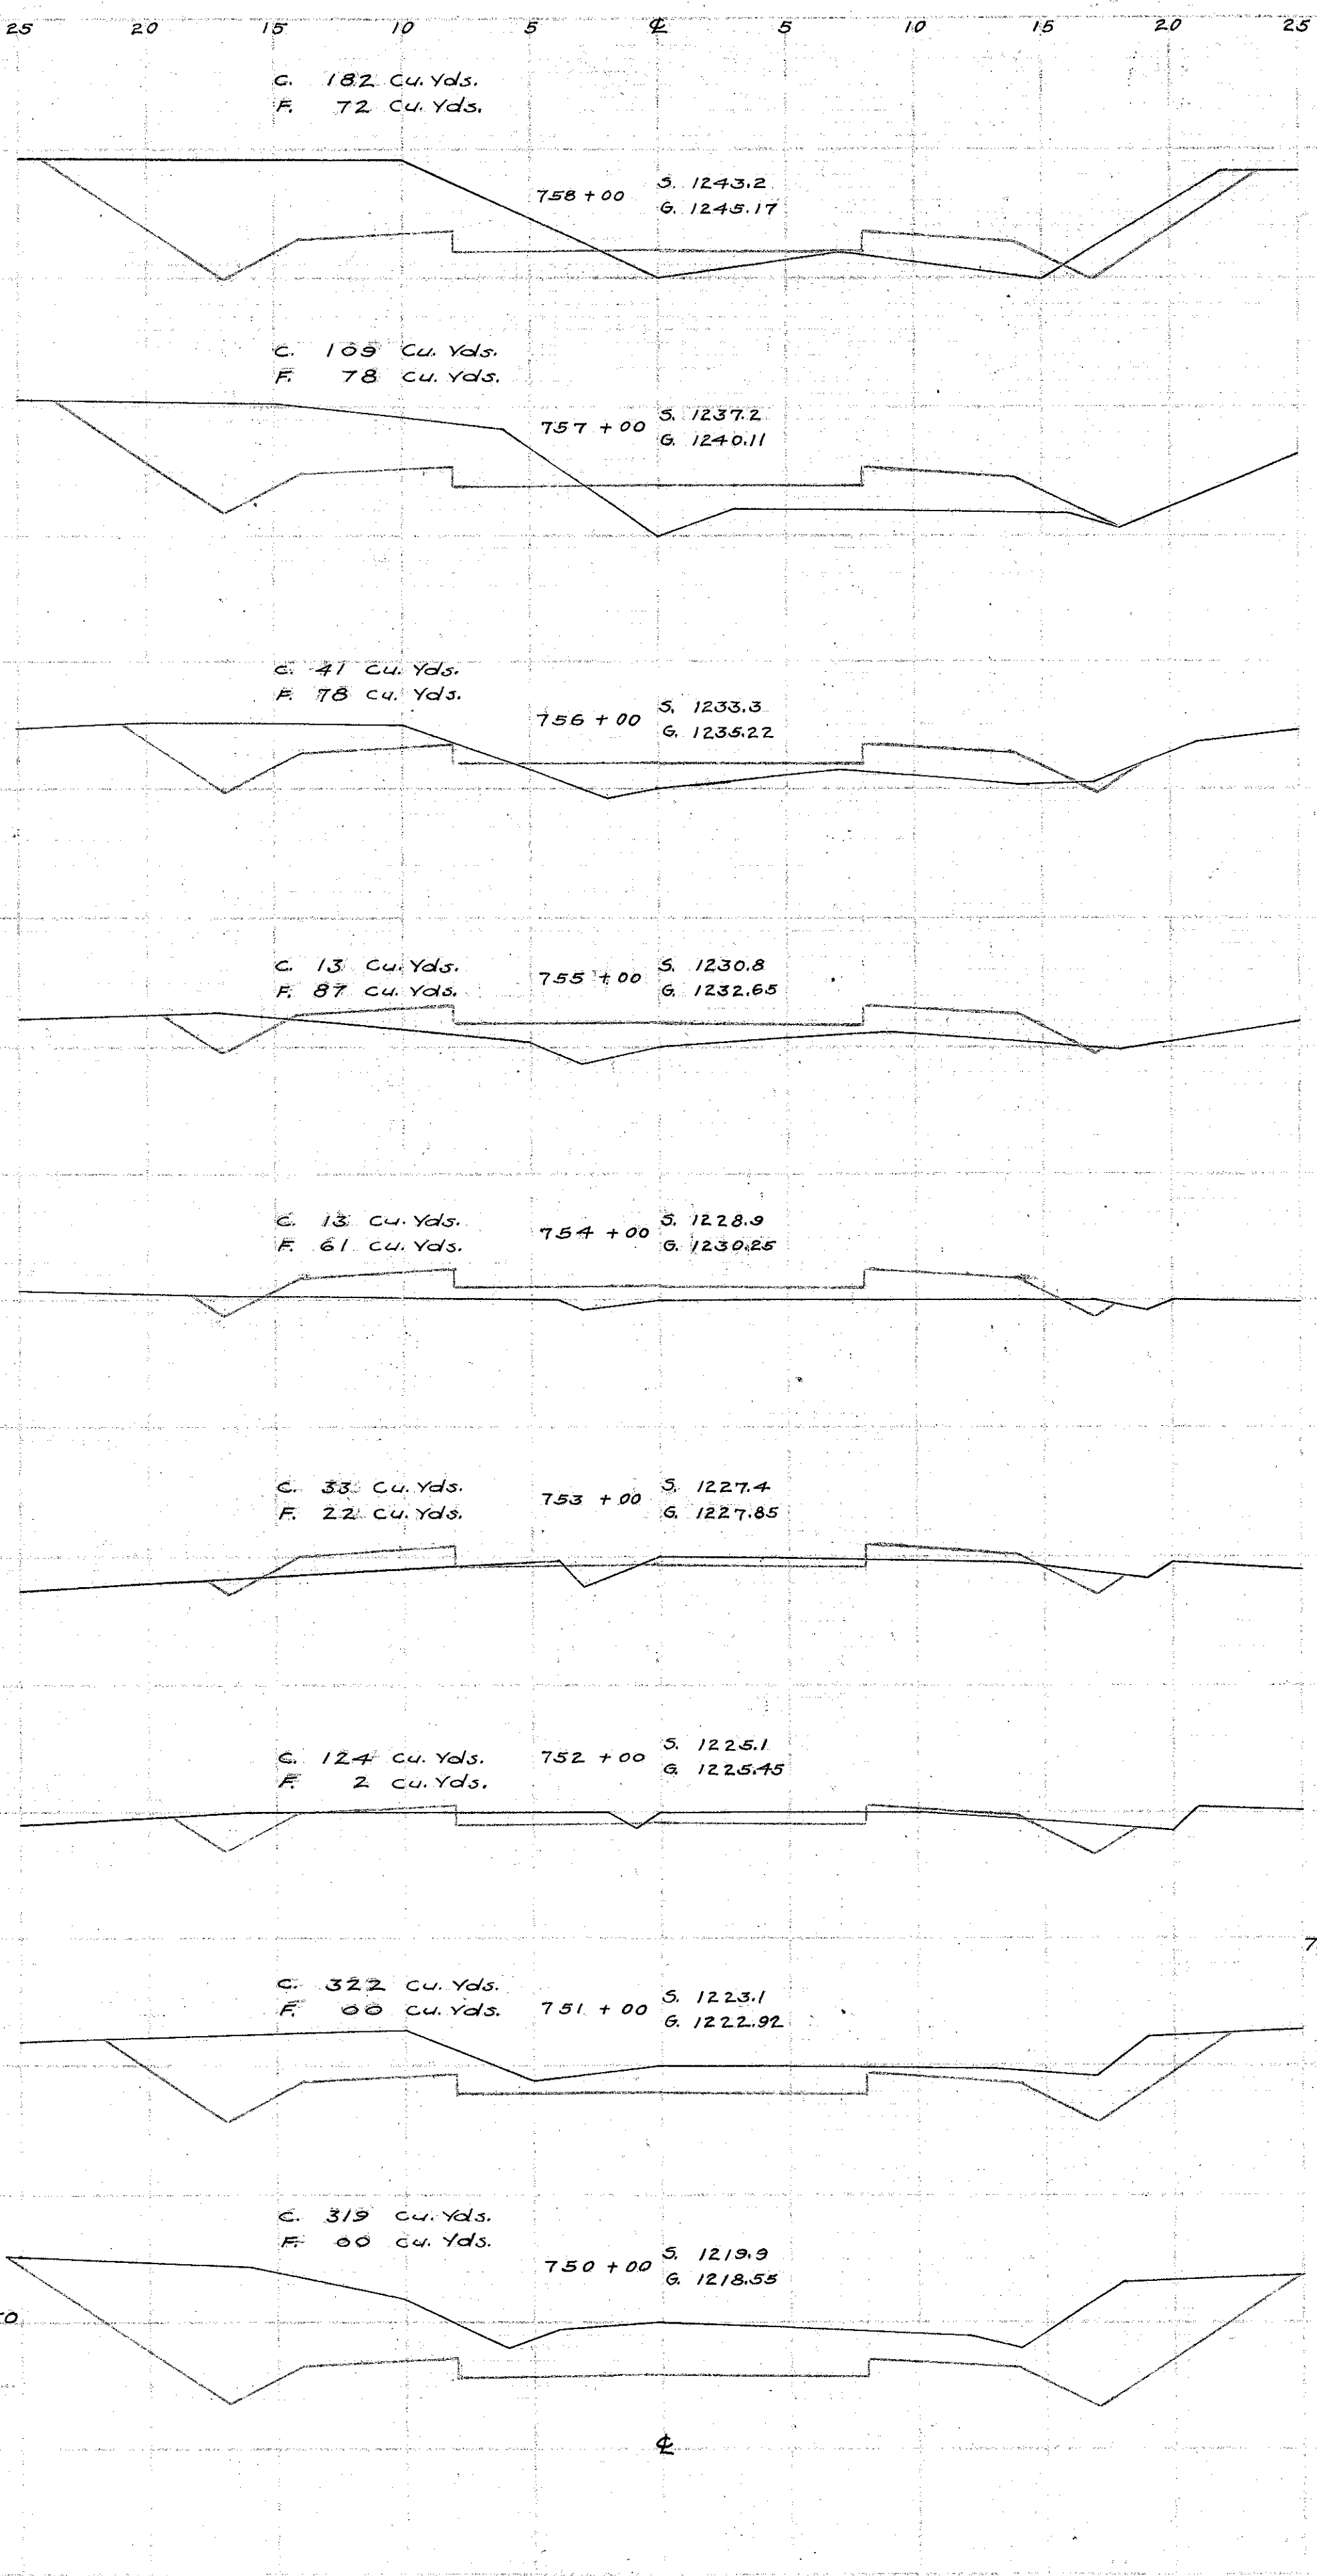 25 20 15 10 5 ℄ 5 10 15 20 25
C. 182 Cu. Yds.
F. 72 Cu. Yds.
758 + 00
S. 1243.2
G. 1245.17
C. 109 Cu. Yds.
F. 78 Cu. Yds.
757 + 00
S. 1237.2
G. 1240.11
C. 41 Cu. Yds.
F. 78 Cu. Yds.
756 + 00
S. 1233.3
G. 1235.22
C. 13 Cu. Yds.
F. 87 Cu. Yds.
755 + 00
S. 1230.8
G. 1232.65
C. 13 Cu. Yds.
F. 61 Cu. Yds.
754 + 00
S. 1228.9
G. 1230.25
C. 33 Cu. Yds.
F. 22 Cu. Yds.
753 + 00
S. 1227.4
G. 1227.85
C. 124 Cu. Yds.
F. 2 Cu. Yds.
752 + 00
S. 1225.1
G. 1225.45
7
C. 322 Cu. Yds.
F. 00 Cu. Yds.
751 + 00
S. 1223.1
G. 1222.92
C. 319 Cu. Yds.
F. 00 Cu. Yds.
750 + 00
S. 1219.9
G. 1218.55
0
℄